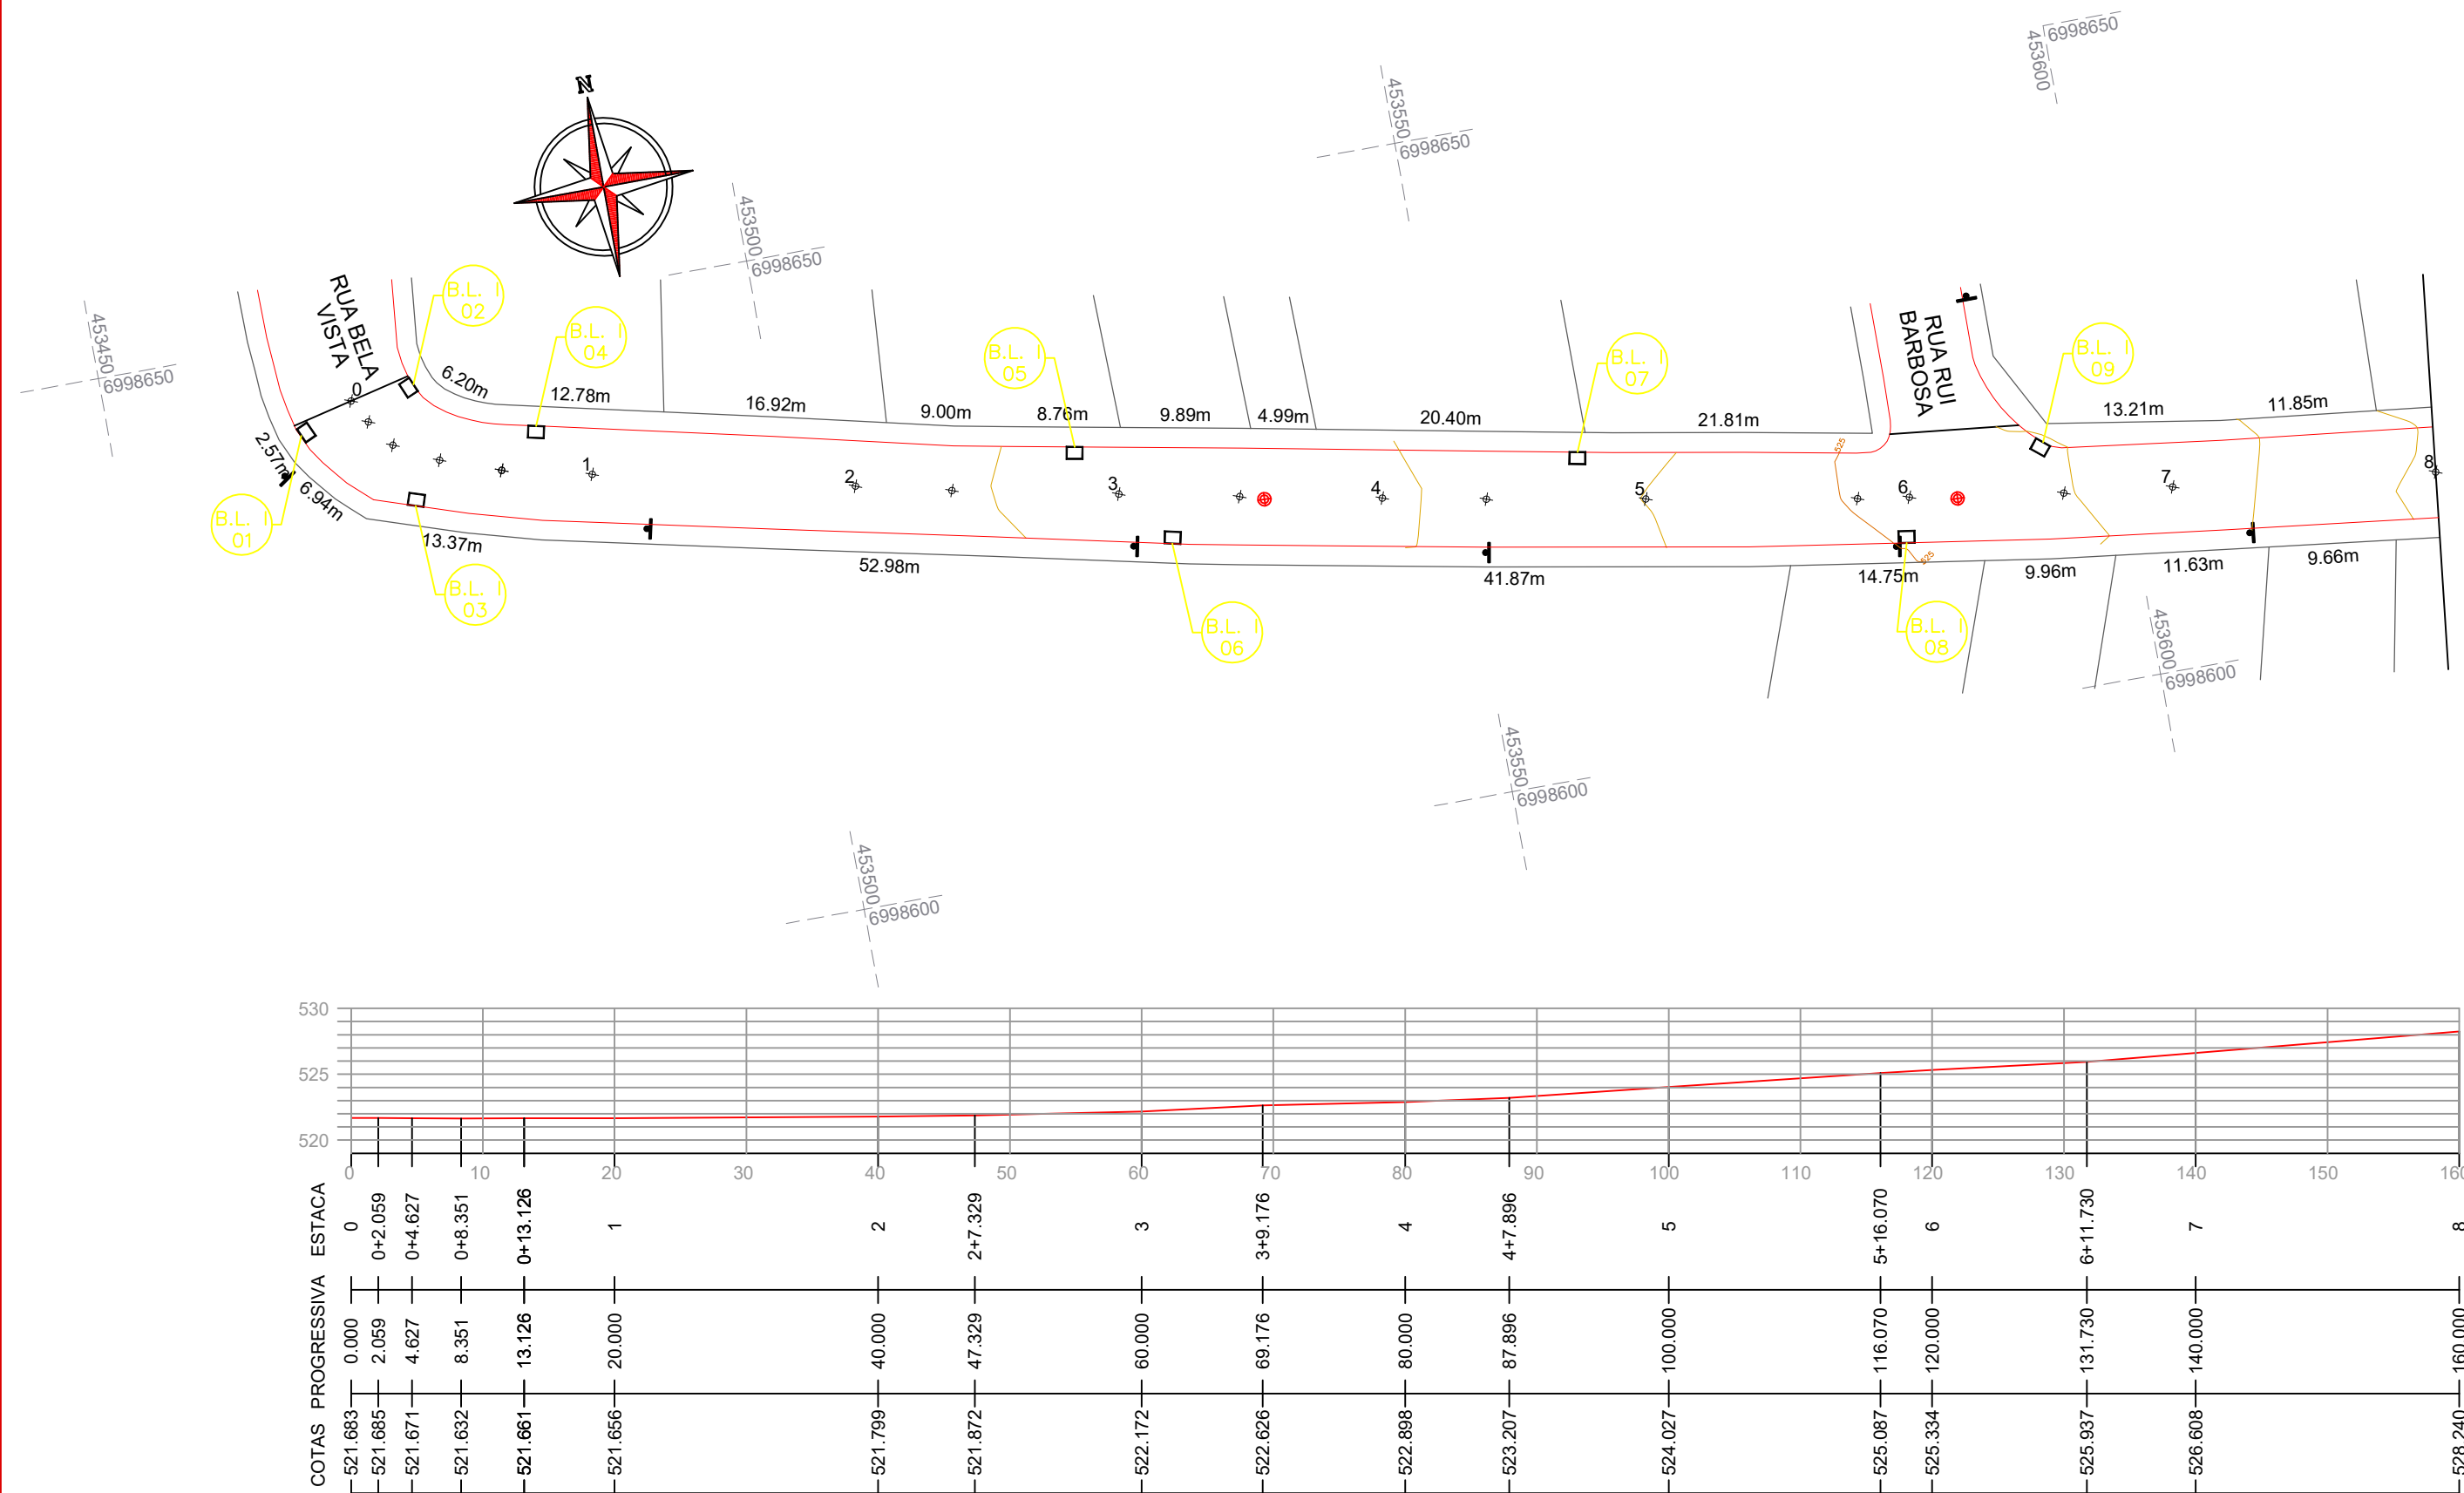 N
453450
6998650
453500
6998650
453550
6998650
453600
6998650
RUA BELA
VISTA
RUA RUI
BARBOSA
B.L. I
02
B.L. I
04
B.L. I
05
B.L. I
07
B.L. I
09
6.20m
12.78m
16.92m
9.00m
8.76m
9.89m
4.99m
20.40m
21.81m
13.21m
11.85m
0
1
2
3
4
5
6
7
8
525
525
2.57m
6.94m
13.37m
52.98m
41.87m
14.75m
9.96m
11.63m
9.66m
B.L. I
01
B.L. I
03
B.L. I
06
B.L. I
08
453600
6998600
453550
6998600
453500
6998600
530
525
520
0 10 20 30 40 50 60 70 80 90 100 110 120 130 140 150 160
ESTACA 0 0+2.059 0+4.627 0+8.351 0+13.126 1 2 2+7.329 3 3+9.176 4 4+7.896 5 5+16.070 6 6+11.730 7 8
PROGRESSIVA 0.000 2.059 4.627 8.351 13.126 20.000 40.000 47.329 60.000 69.176 80.000 87.896 100.000 116.070 120.000 131.730 140.000 160.000
COTAS 521.683 521.685 521.671 521.632 521.661 521.656 521.799 521.872 522.172 522.626 522.898 523.207 524.027 525.087 525.334 525.937 526.608 528.240